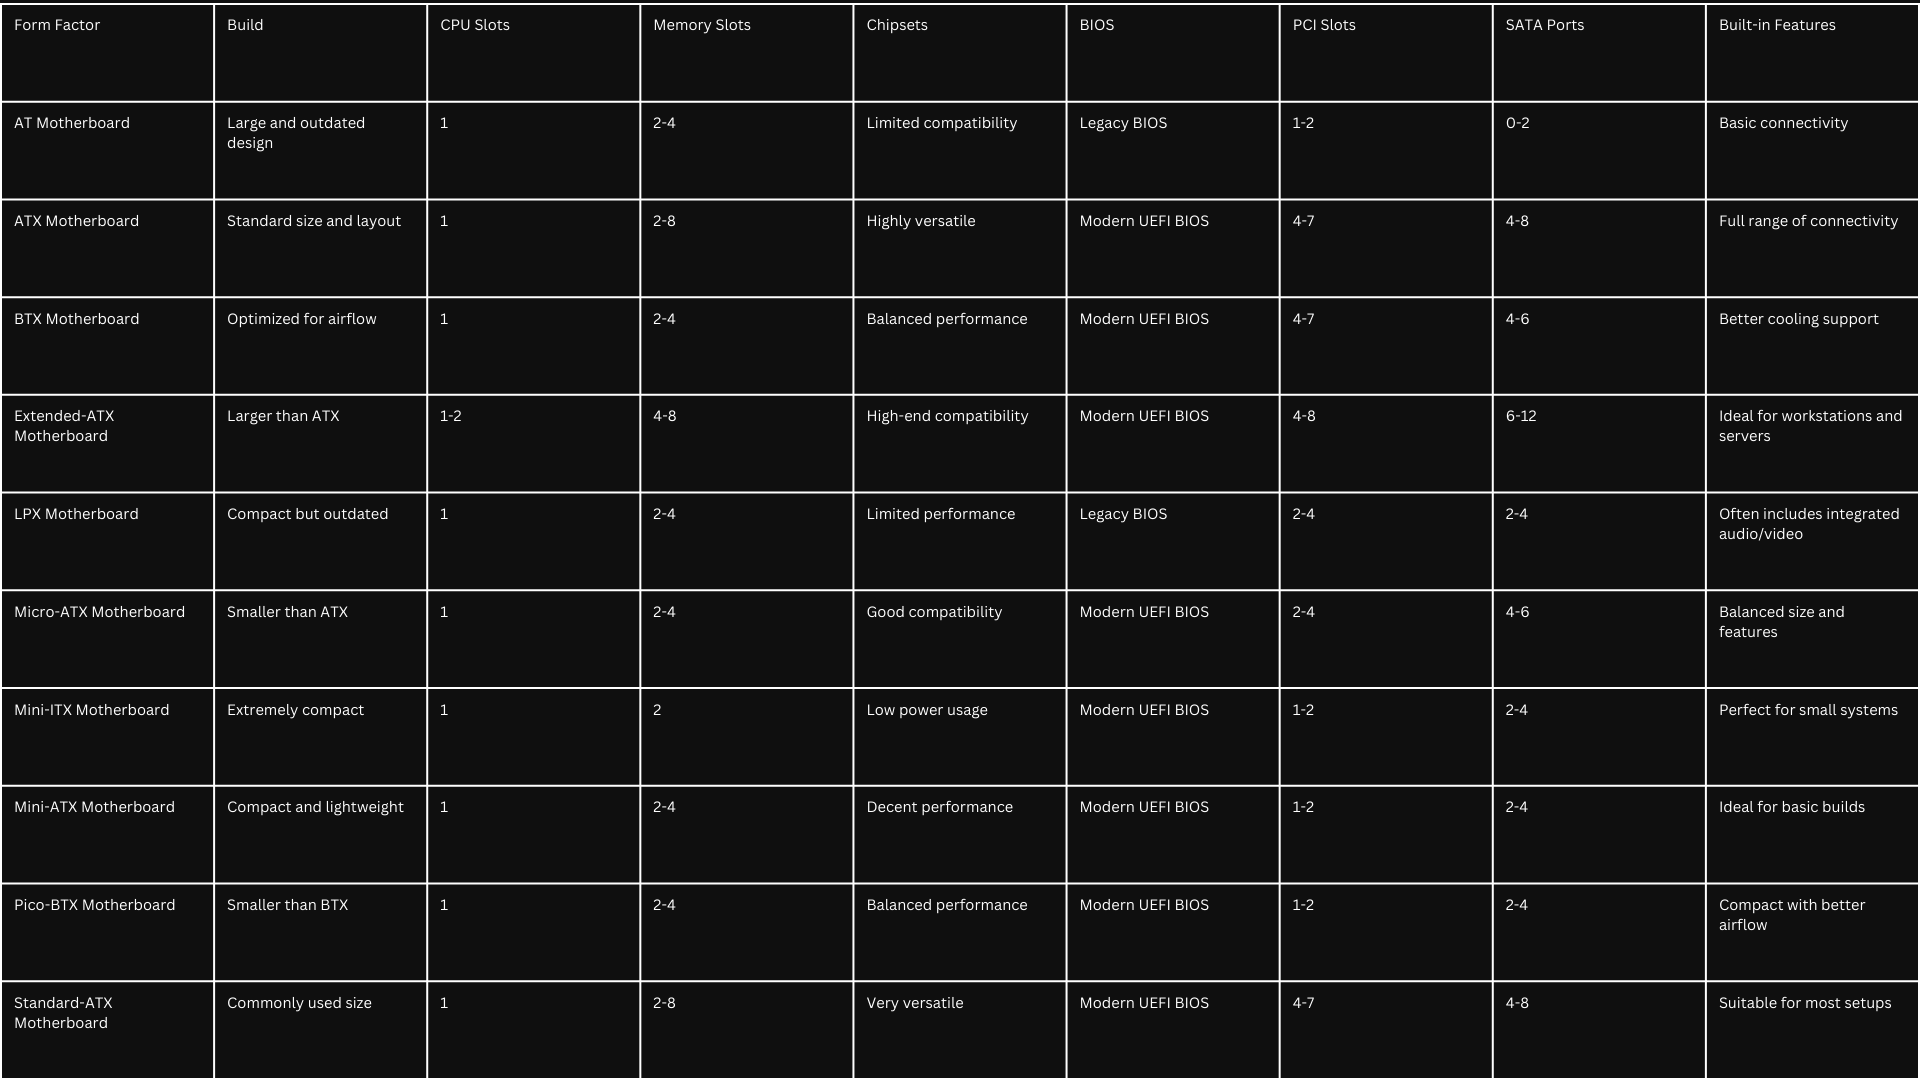 Form Factor
Build
CPU Slots
Memory Slots
Chipsets
BIOS
PCI Slots
SATA Ports
Built-in Features
AT Motherboard
Large and outdated
design
1
2-4
Limited compatibility
Legacy BIOS
1-2
0-2
Basic connectivity
ATX Motherboard
Standard size and layout
1
2-8
Highly versatile
Modern UEFI BIOS
4-7
4-8
Full range of connectivity
BTX Motherboard
Optimized for airflow
1
2-4
Balanced performance
Modern UEFI BIOS
4-7
4-6
Better cooling support
Extended-ATX
Motherboard
Larger than ATX
1-2
4-8
High-end compatibility
Modern UEFI BIOS
4-8
6-12
Ideal for workstations and
servers
LPX Motherboard
Compact but outdated
1
2-4
Limited performance
Legacy BIOS
2-4
2-4
Often includes integrated
audio/video
Micro-ATX Motherboard
Smaller than ATX
1
2-4
Good compatibility
Modern UEFI BIOS
2-4
4-6
Balanced size and
features
Mini-ITX Motherboard
Extremely compact
1
2
Low power usage
Modern UEFI BIOS
1-2
2-4
Perfect for small systems
Mini-ATX Motherboard
Compact and lightweight
1
2-4
Decent performance
Modern UEFI BIOS
1-2
2-4
Ideal for basic builds
Pico-BTX Motherboard
Smaller than BTX
1
2-4
Balanced performance
Modern UEFI BIOS
1-2
2-4
Compact with better
airflow
Standard-ATX
Motherboard
Commonly used size
1
2-8
Very versatile
Modern UEFI BIOS
4-7
4-8
Suitable for most setups